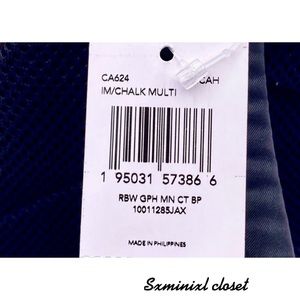 CA624 CAH
IM/CHALK MULTI
1 95031 57386 6
RBW GPH MN CT BP
10011285JAX
MADE IN PHILIPPINES
Sxminixl closet